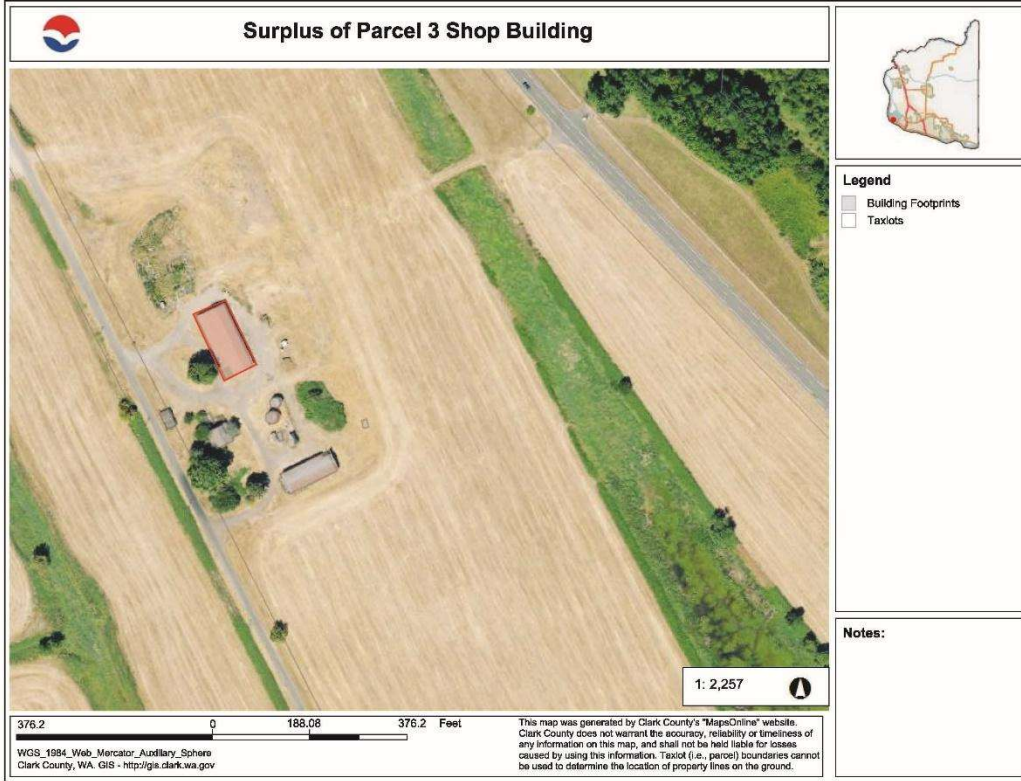 Surplus of Parcel 3 Shop Building
Legend
Building Footprints
Taxlots
Notes:
1: 2,257
376.2 0 188.08 376.2 Feet
WGS_1984_Web_Mercator_Auxiliary_Sphere
Clark County, WA. GIS - http://gis.clark.wa.gov
This map was generated by Clark County's "MapsOnline" website.
Clark County does not warrant the accuracy, reliability or timeliness of
any information on this map, and shall not be held liable for losses
caused by using this information. Taxlot (i.e., parcel) boundaries cannot
be used to determine the location of property lines on the ground.